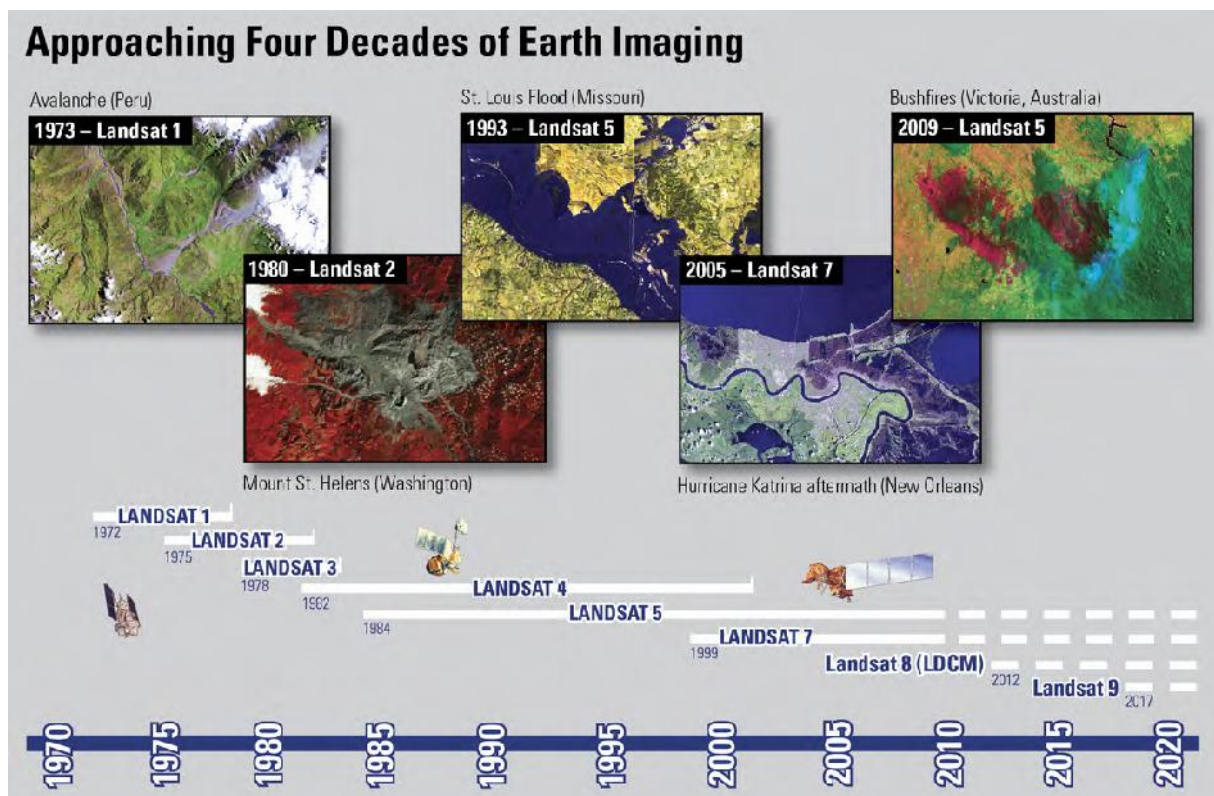 Approaching Four Decades of Earth Imaging
Avalanche (Peru)
1973 – Landsat 1
St. Louis Flood (Missouri)
1993 – Landsat 5
Bushfires (Victoria, Australia)
2009 – Landsat 5
1980 – Landsat 2
Mount St. Helens (Washington)
2005 – Landsat 7
Hurricane Katrina aftermath (New Orleans)
LANDSAT 1
1972
LANDSAT 2
1975
LANDSAT 3
1978
LANDSAT 4
1982
LANDSAT 5
1984
LANDSAT 7
1999
Landsat 8 (LDCM)
2012
Landsat 9
2017
1970 1975 1980 1985 1990 1995 2000 2005 2010 2015 2020